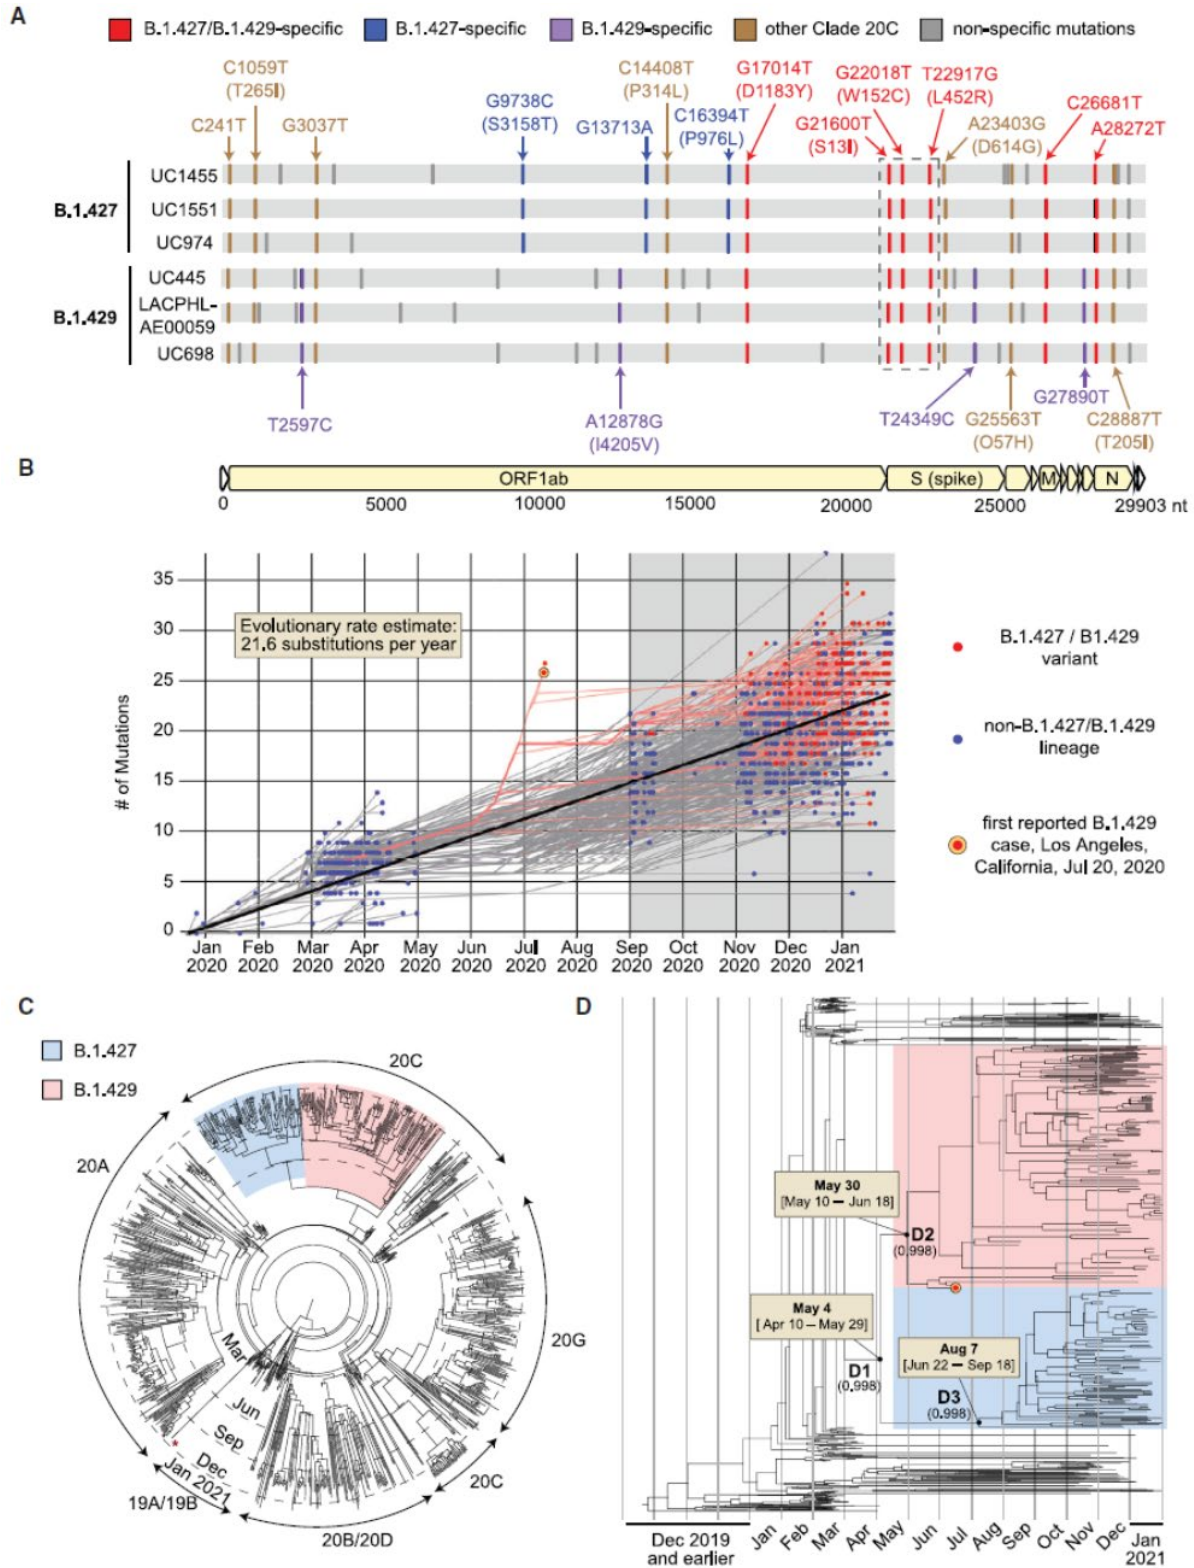 A
B.1.427/B.1.429-specific
B.1.427-specific
B.1.429-specific
other Clade 20C
non-specific mutations
C1059T
(T265I)
C14408T
(P314L)
G17014T
(D1183Y)
G22018T
(W152C)
T22917G
(L452R)
C241T
G3037T
G9738C
(S3158T)
G13713A
C16394T
(P976L)
G21600T
(S13I)
A23403G
(D614G)
C26681T
A28272T
B.1.427
UC1455
UC1551
UC974
B.1.429
UC445
LACPHL-
AE00059
UC698
T2597C
A12878G
(I4205V)
T24349C
G25563T
(O57H)
G27890T
C28887T
(T205I)
B
ORF1ab
S (spike)
M
N
0
5000
10000
15000
20000
25000
29903 nt
# of Mutations
35
30
25
20
15
10
5
0
Evolutionary rate estimate:
21.6 substitutions per year
Jan
2020
Feb
2020
Mar
2020
Apr
2020
May
2020
Jun
2020
Jul
2020
Aug
2020
Sep
2020
Oct
2020
Nov
2020
Dec
2020
Jan
2021
B.1.427 / B1.429
variant
non-B.1.427/B.1.429
lineage
first reported B.1.429
case, Los Angeles,
California, Jul 20, 2020
C
B.1.427
B.1.429
20C
20A
20G
20C
20B/20D
19A/19B
Mar
Jun
Sep
Dec
Jan 2021
*
D
May 30
[May 10 – Jun 18]
D2
(0.998)
May 4
[ Apr 10 – May 29]
D1
(0.998)
Aug 7
[Jun 22 – Sep 18]
D3
(0.998)
Dec 2019
and earlier
Jan
Feb
Mar
Apr
May
Jun
Jul
Aug
Sep
Oct
Nov
Dec
Jan
2021